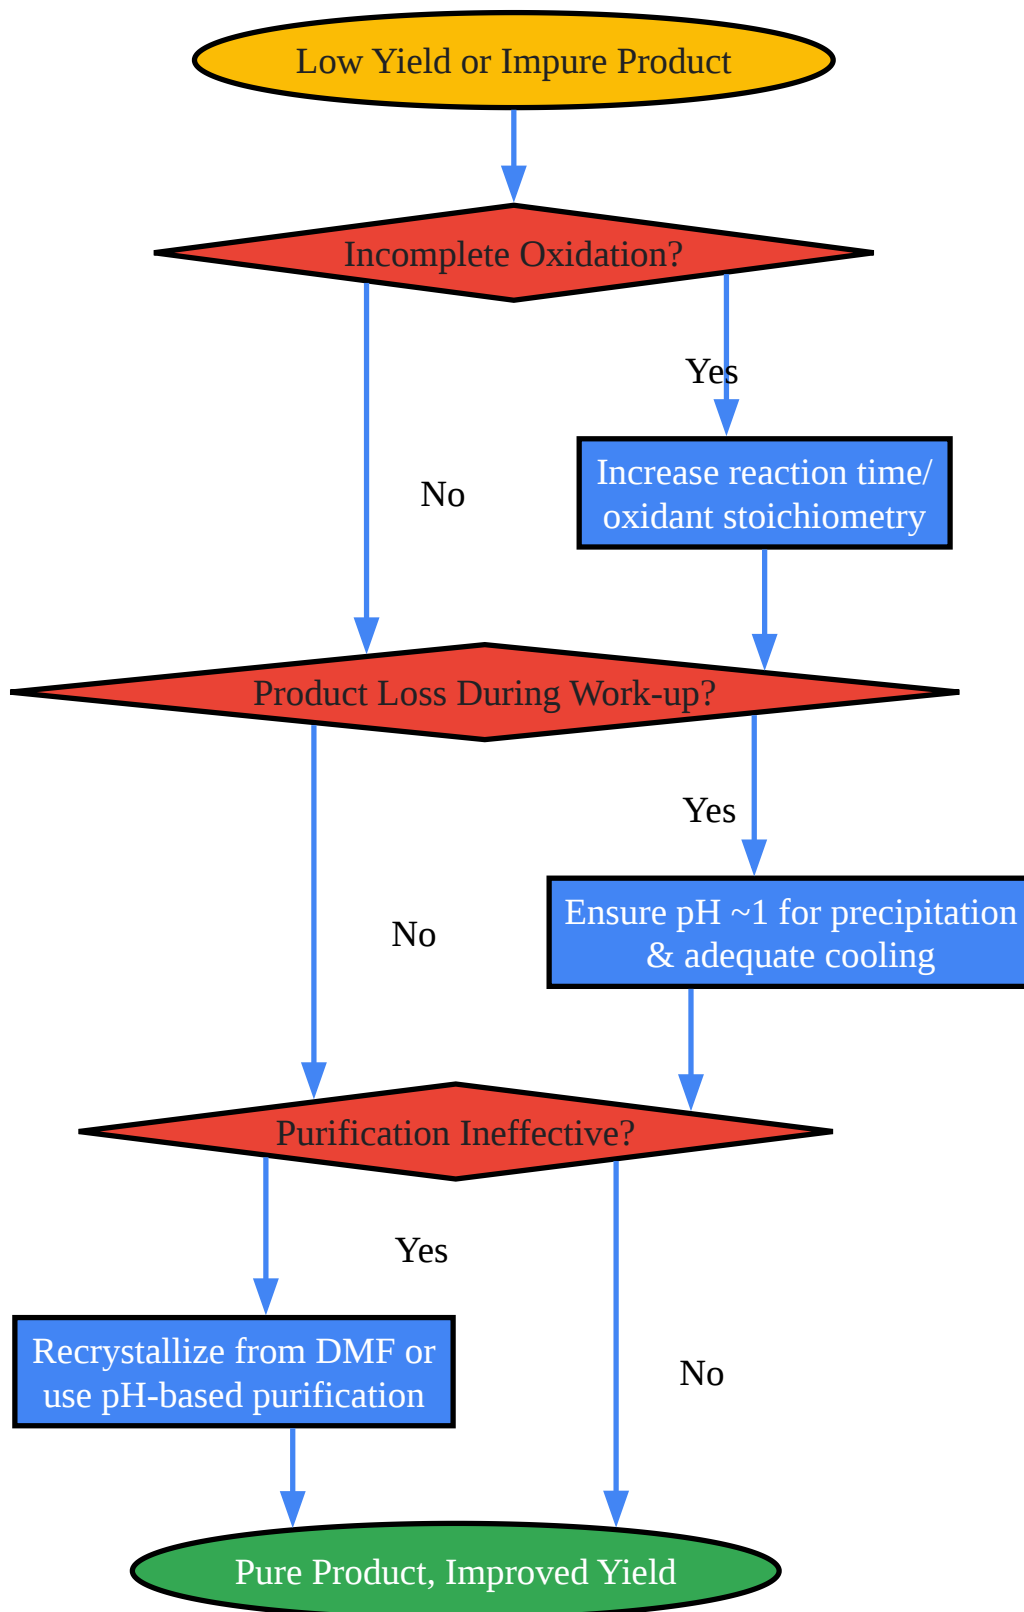 Low Yield or Impure Product
Incomplete Oxidation?
Yes
Increase reaction time/
oxidant stoichiometry
No
Product Loss During Work-up?
Yes
Ensure pH ~1 for precipitation
& adequate cooling
No
Purification Ineffective?
Yes
Recrystallize from DMF or
use pH-based purification
No
Pure Product, Improved Yield